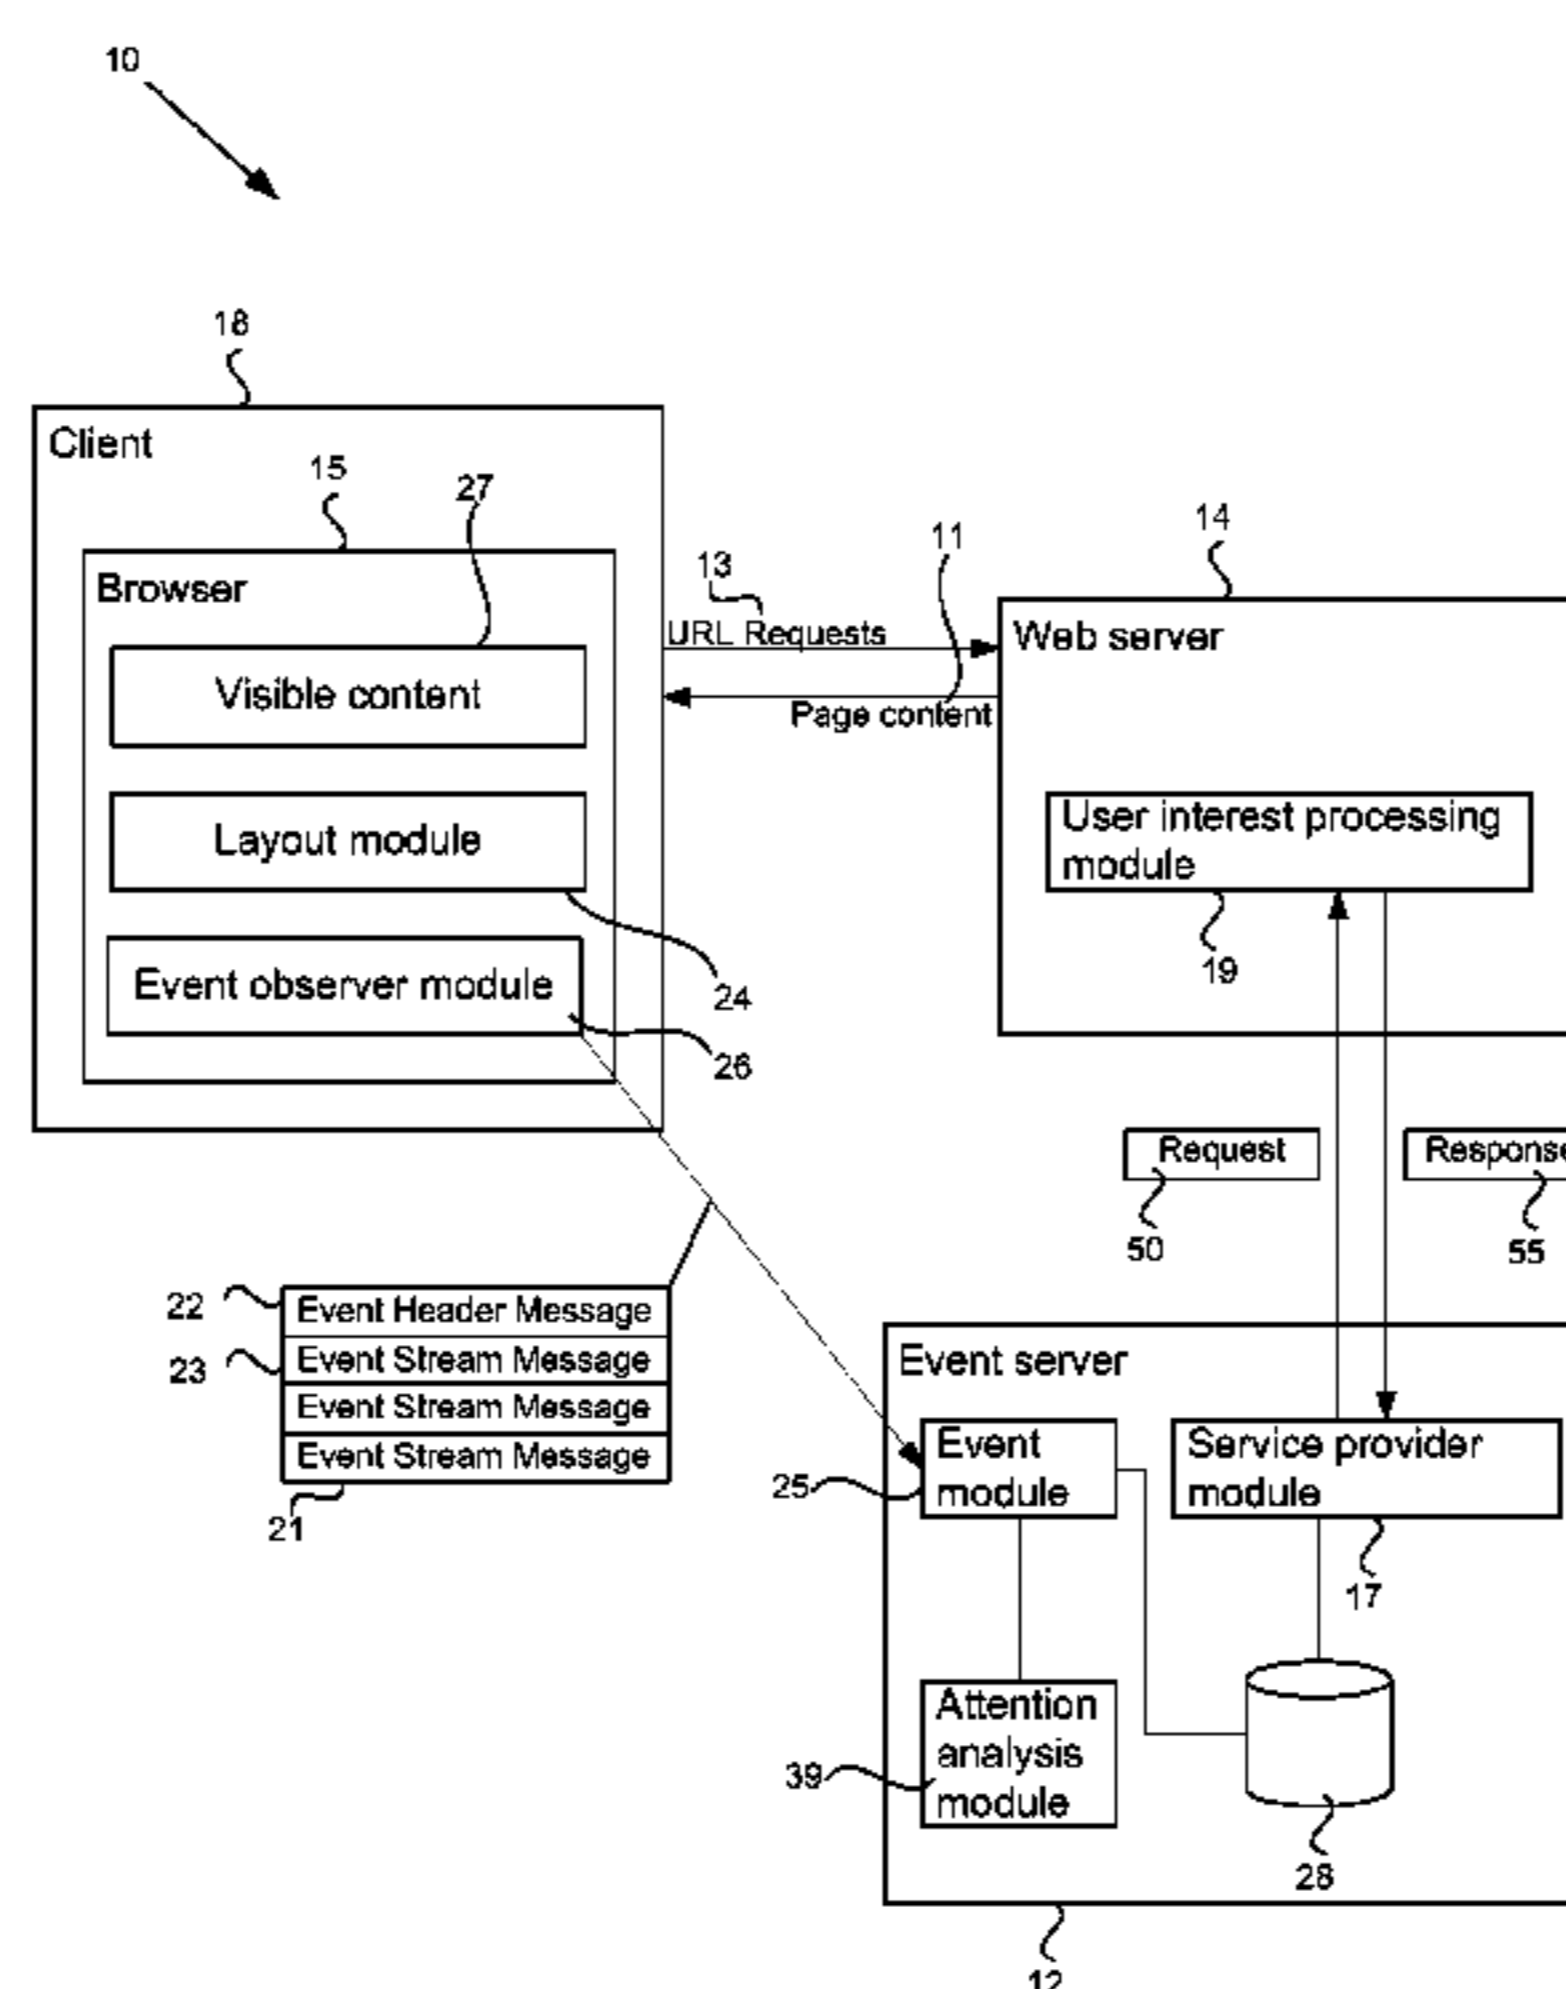 10
18
Client
15
27
Browser
Visible content
Layout module
24
Event observer module
26
13
URL Requests
11
Page content
14
Web server
User interest processing
module
19
Request
50
Response
55
22
Event Header Message
23
Event Stream Message
Event Stream Message
Event Stream Message
21
Event server
Event
module
25
Service provider
module
17
Attention
analysis
module
39
28
12